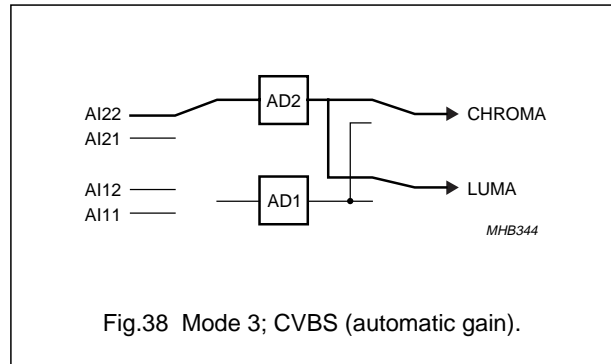 AI22
AD2
CHROMA
AI21
AI12
LUMA
AD1
AI11
MHB344
Fig.38 Mode 3; CVBS (automatic gain).